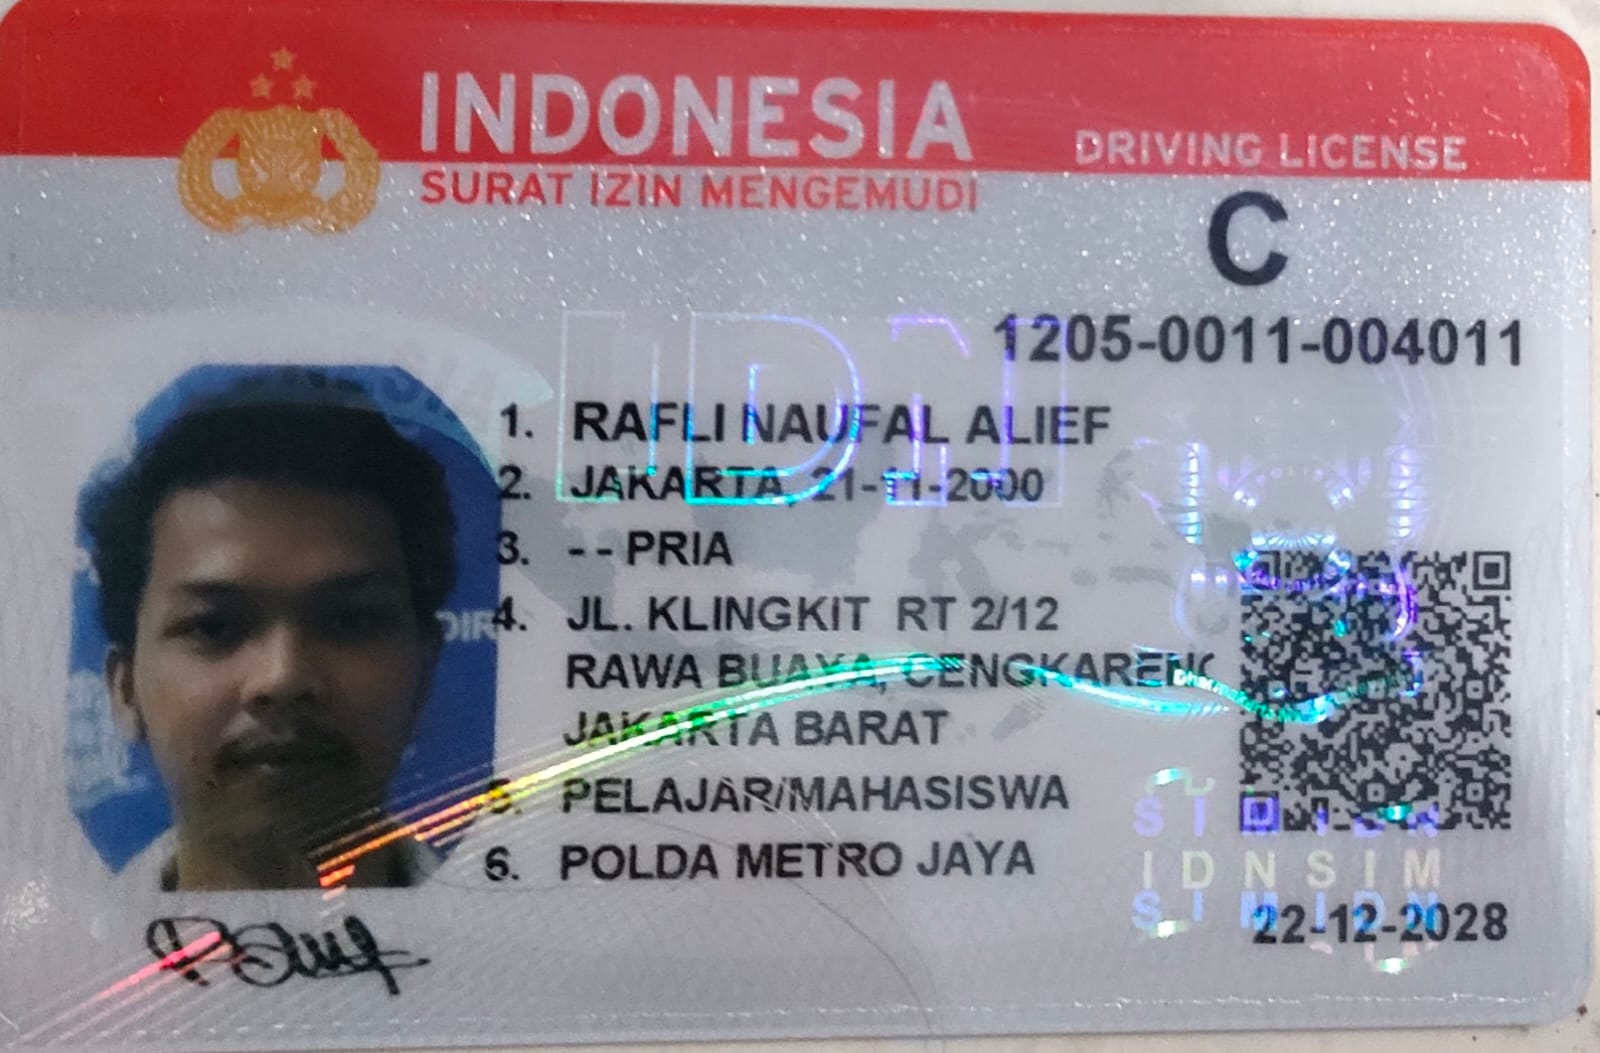 INDONESIA
SURAT IZIN MENGEMUDI
DRIVING LICENSE
C
1205-0011-004011
1. RAFLI NAUFAL ALIEF
2. JAKARTA, 21-11-2000
3. -- PRIA
4. JL. KLINGKIT RT 2/12
RAWA BUAYA, CENGKARENG
JAKARTA BARAT
5. PELAJAR/MAHASISWA
6. POLDA METRO JAYA
IDN
IDNSIM
22-12-2028